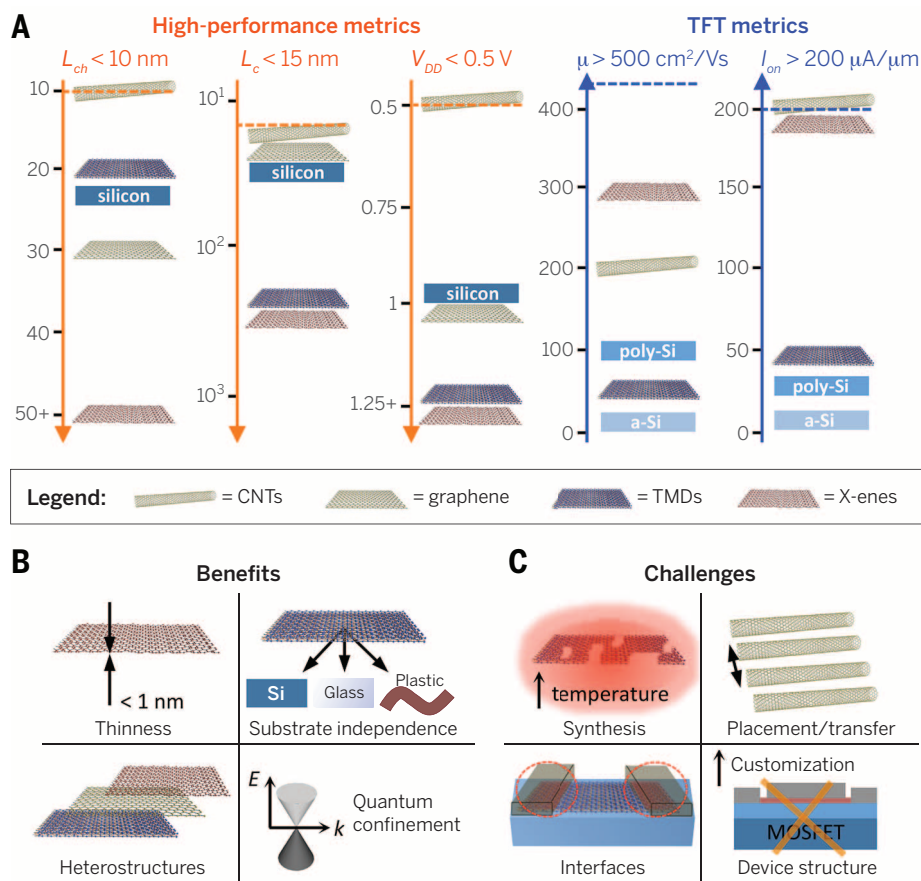 A
High-performance metrics
TFT metrics
L_ch < 10 nm
L_c < 15 nm
V_DD < 0.5 V
μ > 500 cm²/Vs
I_on > 200 μA/μm
10
20
silicon
30
40
50+
10¹
silicon
10²
10³
0.5
0.75
silicon
1
1.25+
400
300
200
100
poly-Si
a-Si
0
200
150
100
50
poly-Si
a-Si
0
Legend: = CNTs = graphene = TMDs = X-enes
B
Benefits
< 1 nm
Thinness
Si
Glass
Plastic
Substrate independence
Heterostructures
E
k
Quantum
confinement
C
Challenges
temperature
Synthesis
Placement/transfer
Interfaces
Customization
MOSFET
Device structure